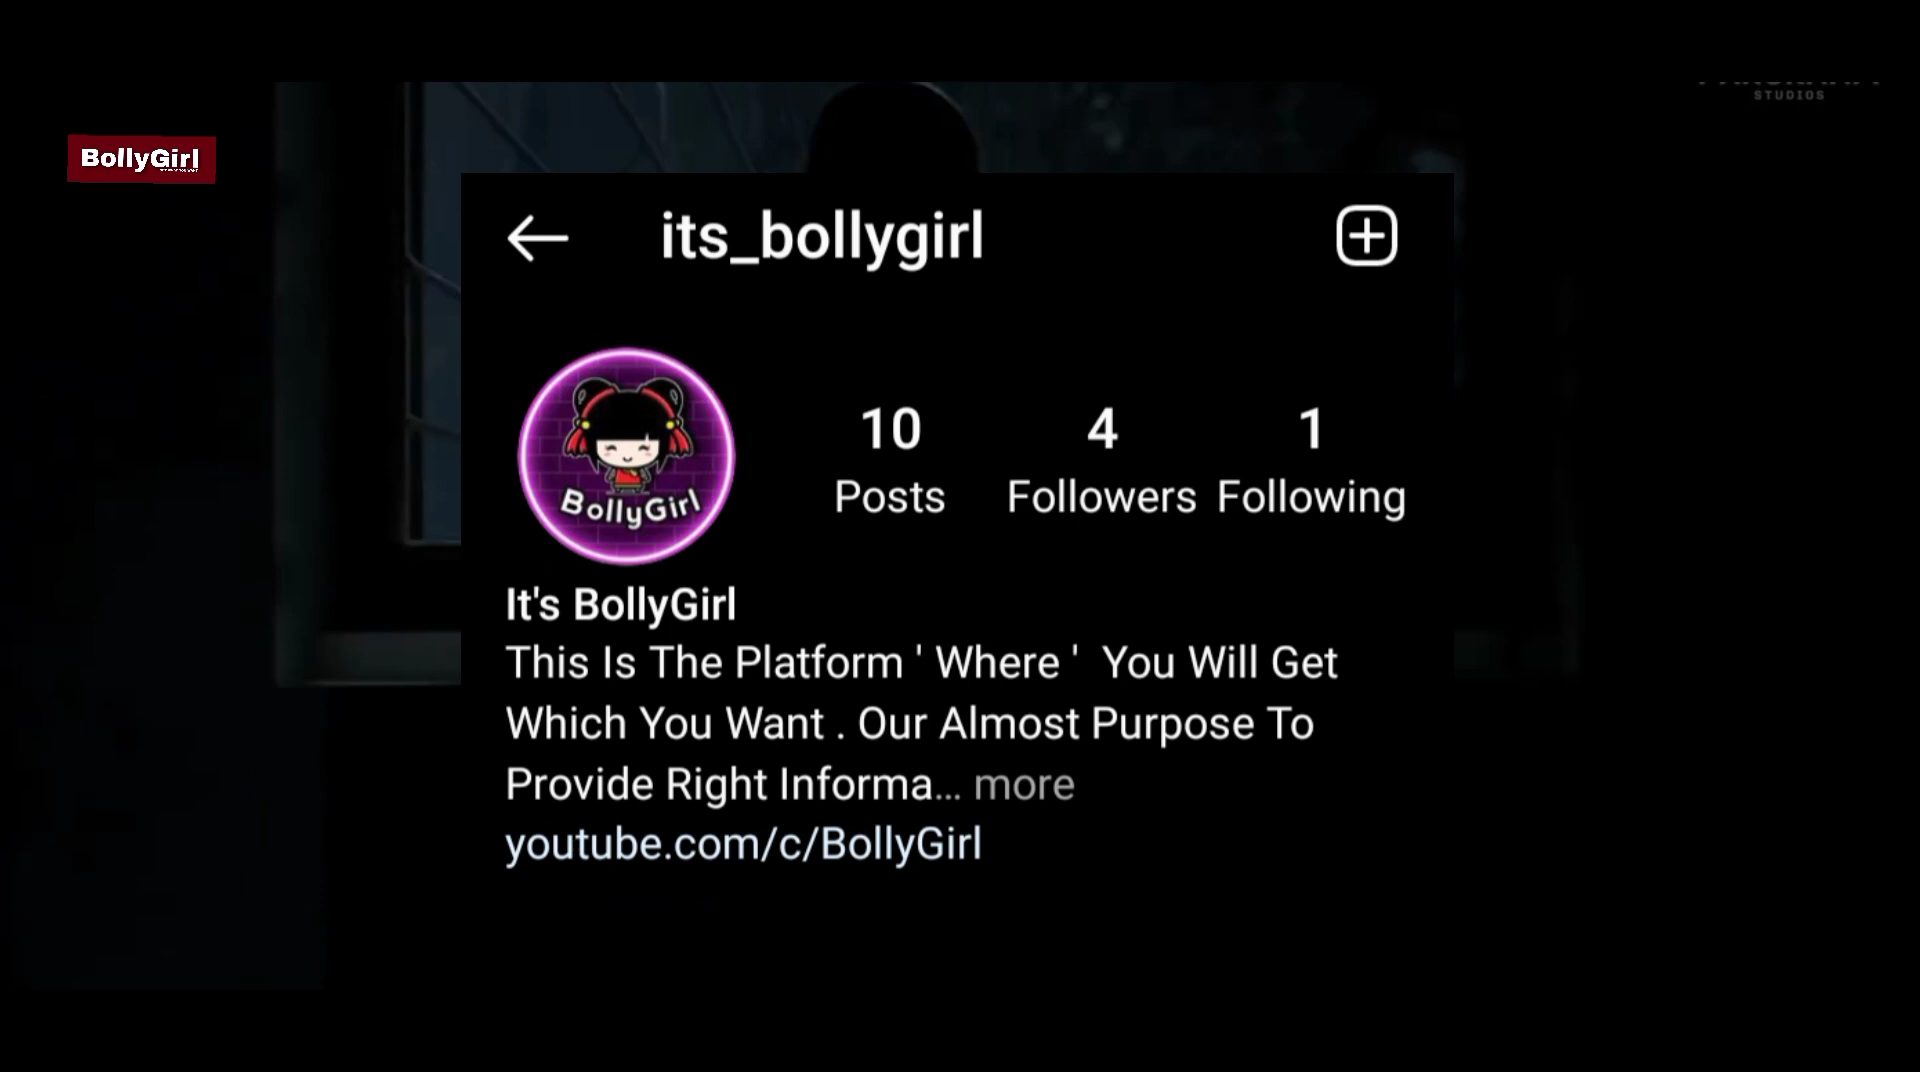 STUDIOS
BollyGirl
its_bollygirl
10
4
1
Posts
Followers
Following
BollyGirl
It's BollyGirl
This Is The Platform ' Where '  You Will Get
Which You Want . Our Almost Purpose To
Provide Right Informa... more
youtube.com/c/BollyGirl